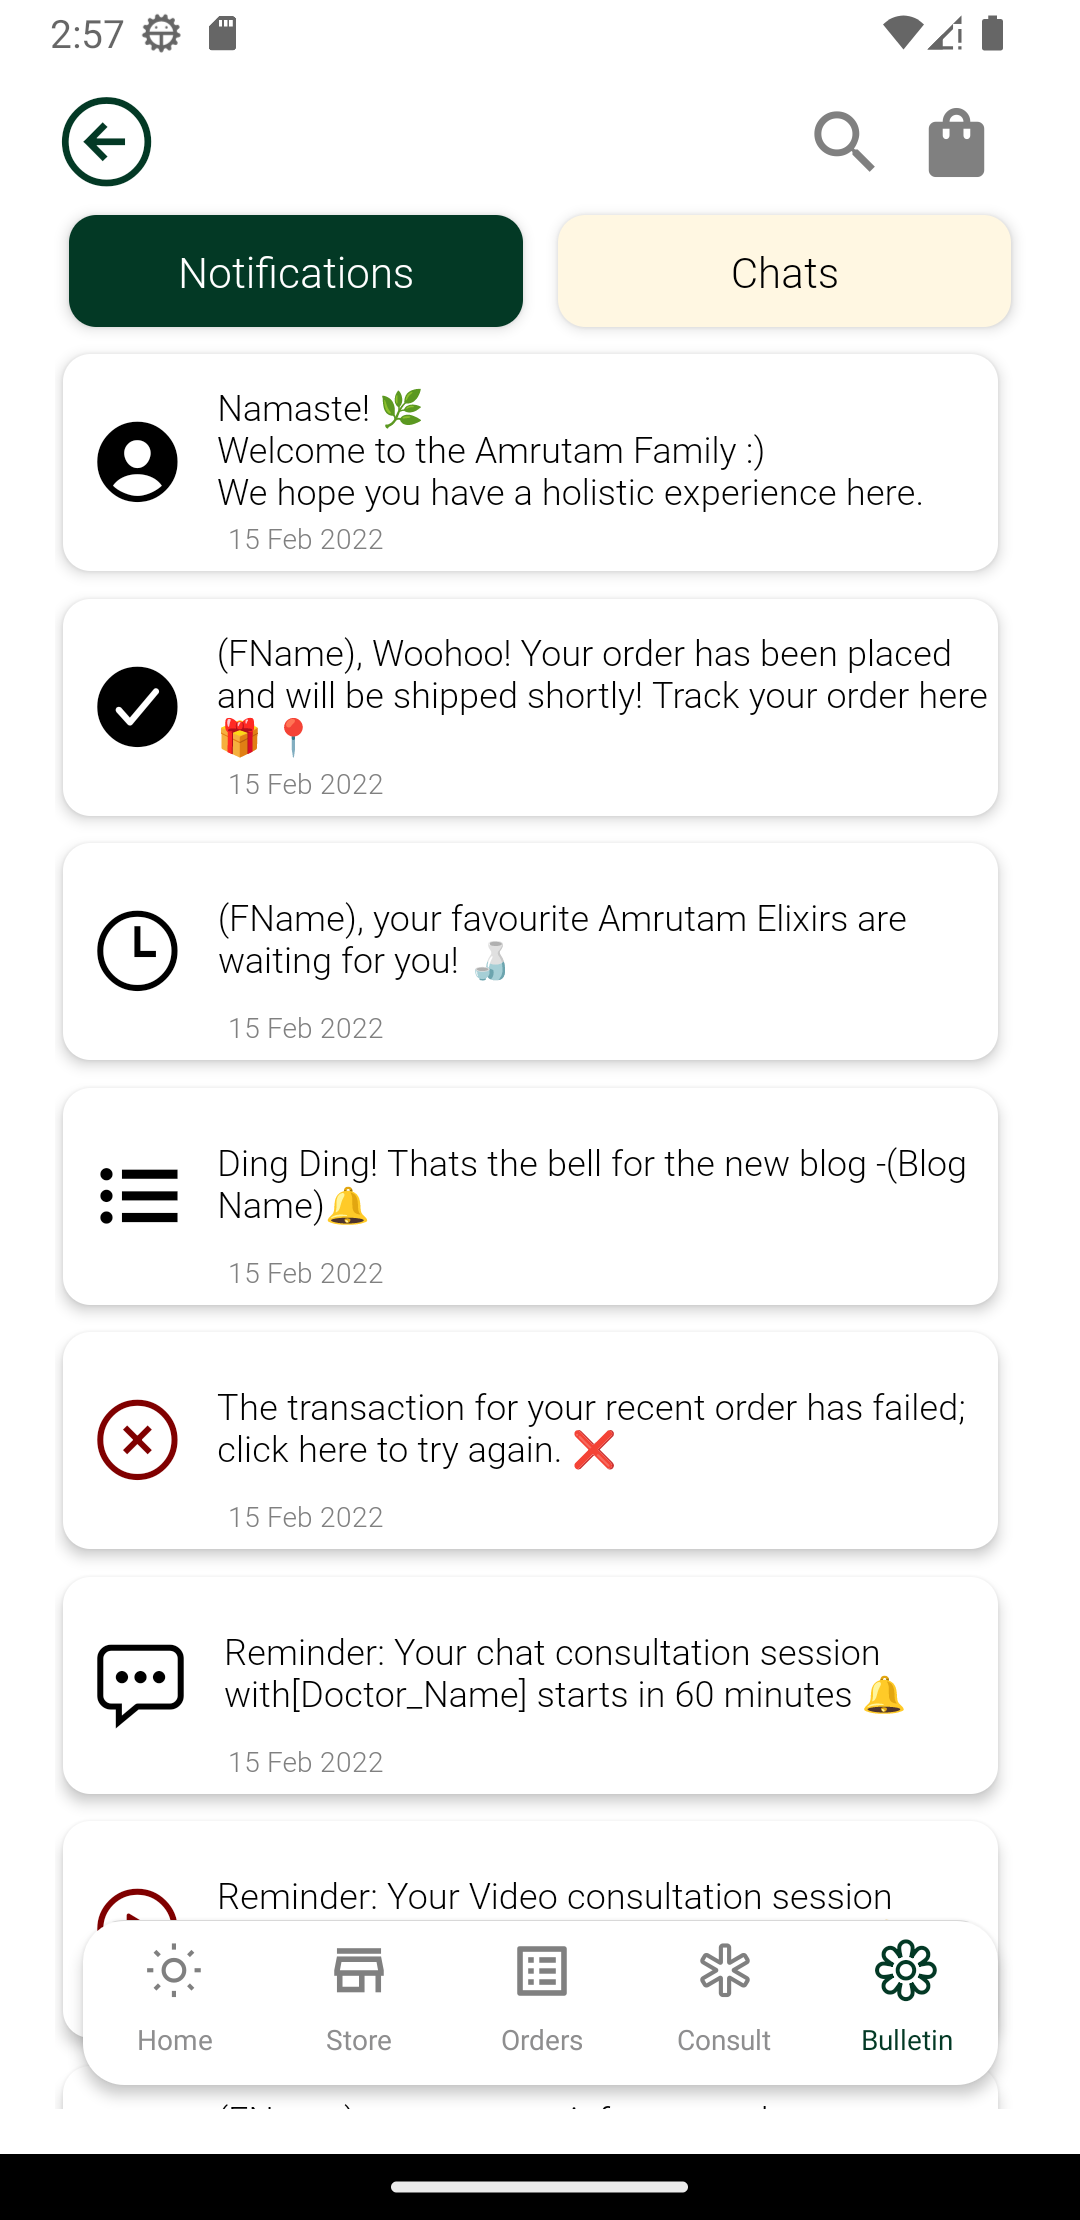 2:57
Notifications
Chats
Namaste! 🌿
Welcome to the Amrutam Family :)
We hope you have a holistic experience here.
15 Feb 2022
(FName), Woohoo! Your order has been placed
and will be shipped shortly! Track your order here
🎁 📍
15 Feb 2022
(FName), your favourite Amrutam Elixirs are
waiting for you! 🍶
15 Feb 2022
Ding Ding! Thats the bell for the new blog -(Blog
Name)🔔
15 Feb 2022
The transaction for your recent order has failed;
click here to try again. ❌
15 Feb 2022
Reminder: Your chat consultation session
with[Doctor_Name] starts in 60 minutes 🔔
15 Feb 2022
Reminder: Your Video consultation session
Home
Store
Orders
Consult
Bulletin